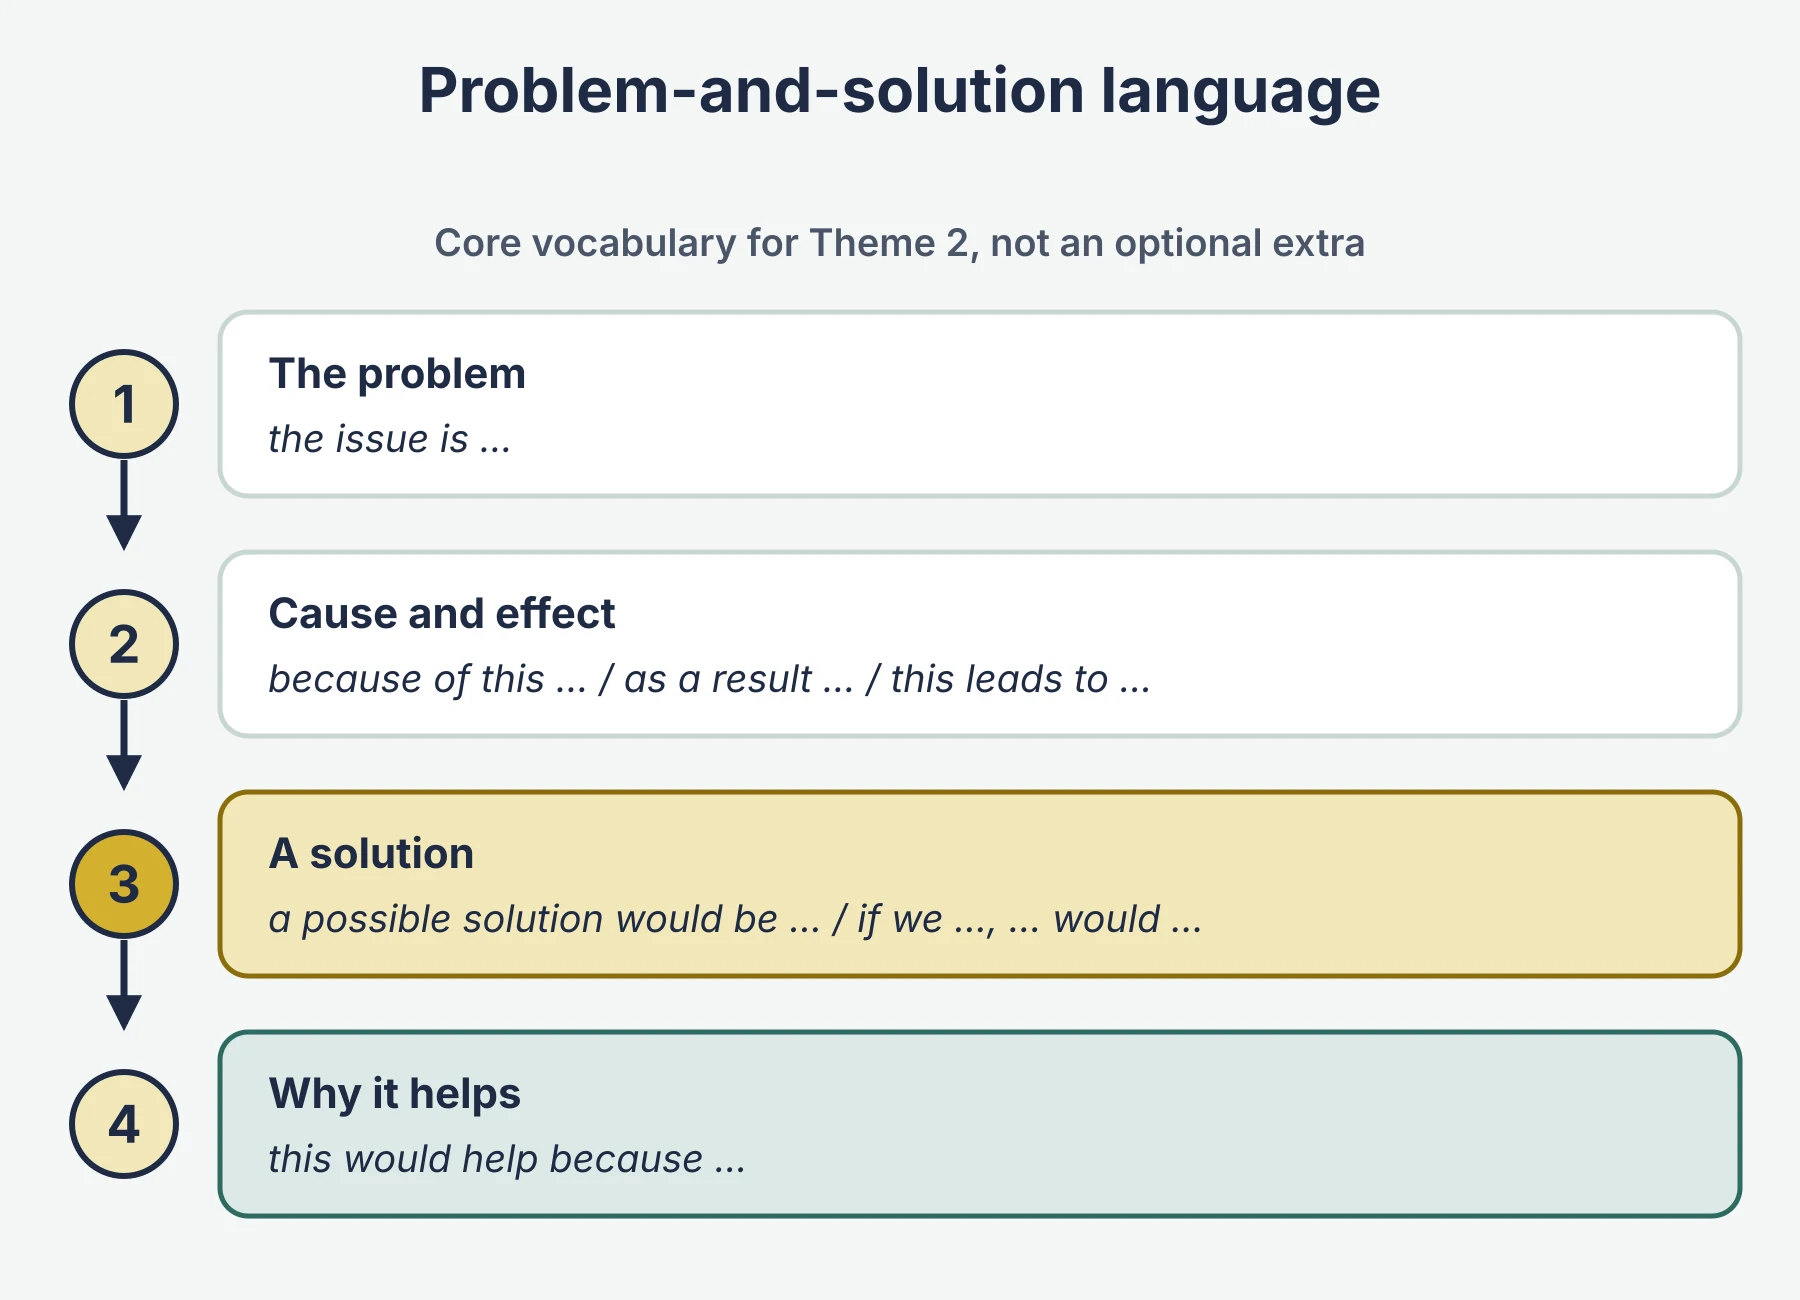 Problem-and-solution language
Core vocabulary for Theme 2, not an optional extra
1
The problem
the issue is ...
2
Cause and effect
because of this ... / as a result ... / this leads to ...
3
A solution
a possible solution would be ... / if we ..., ... would ...
4
Why it helps
this would help because ...